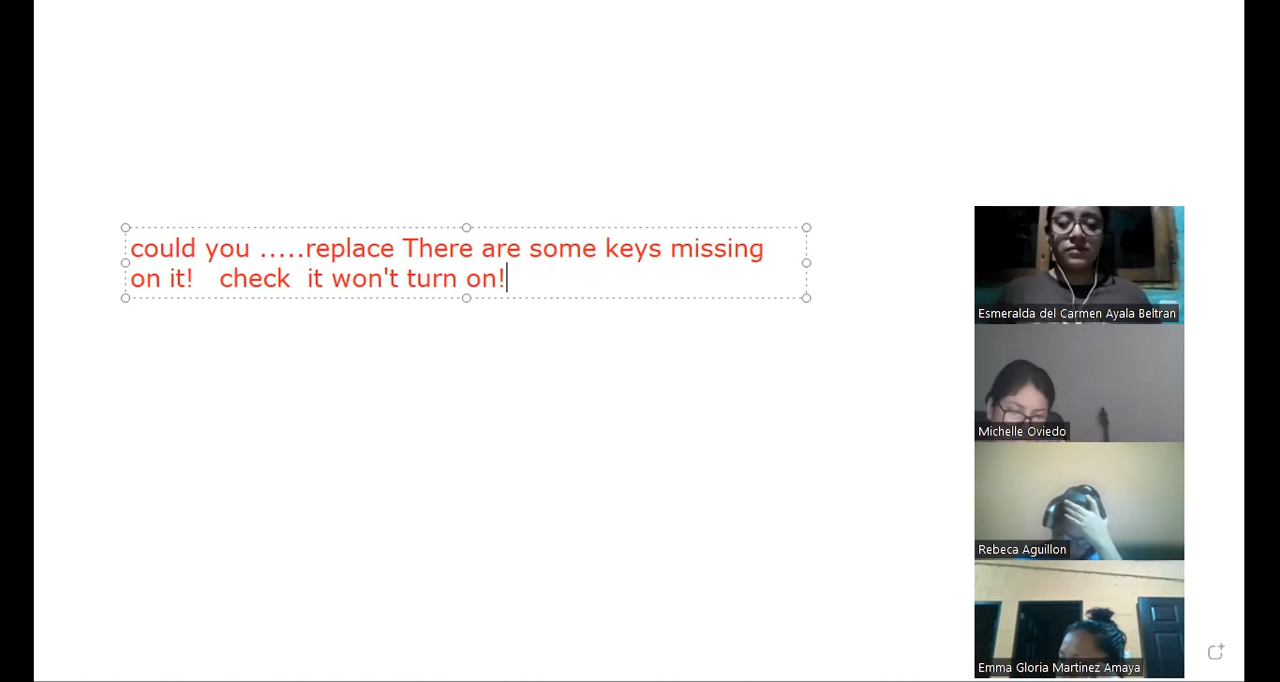 could you .....replace There are some keys missing
on it!   check  it won't turn on!
Esmeralda del Carmen Ayala Beltran
Michelle Oviedo
Rebeca Aguillon
Emma Gloria Martinez Amaya